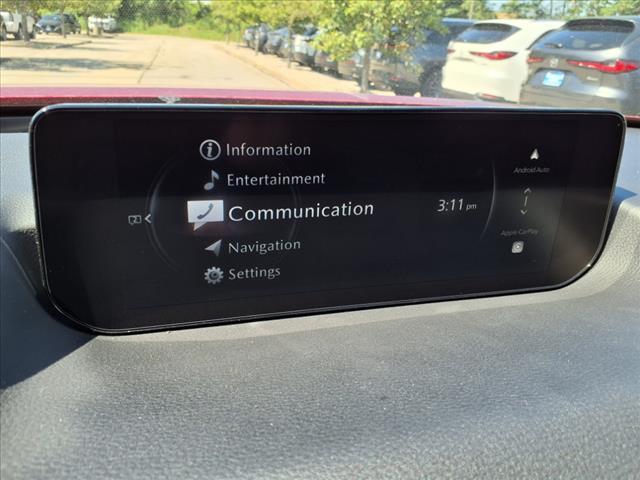 Information
Entertainment
Communication
3:11 pm
Navigation
Settings
Android Auto
Apple CarPlay